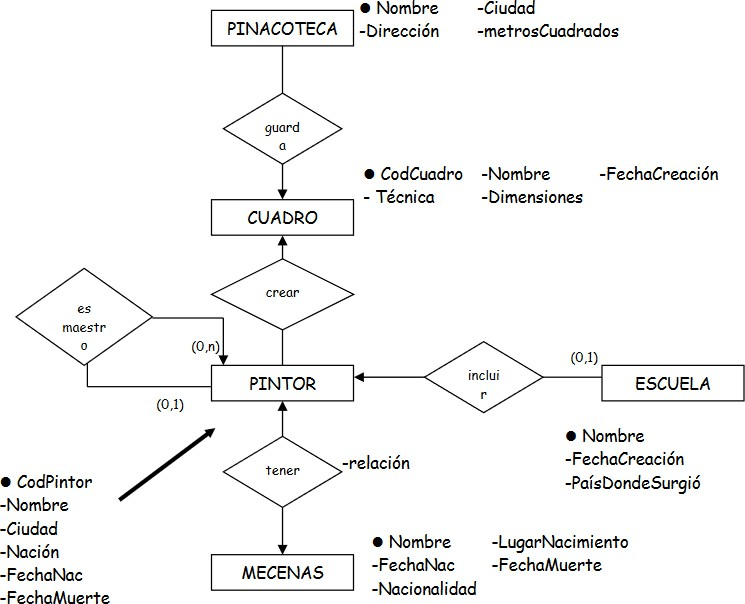 PINACOTECA
● Nombre -Ciudad
-Dirección -metrosCuadrados
guard
a
● CodCuadro -Nombre -FechaCreación
- Técnica -Dimensiones
CUADRO
crear
es
maestr
o
(0,n)
(0,1)
PINTOR
inclui
r
(0,1)
ESCUELA
● Nombre
-FechaCreación
-PaísDondeSurgió
tener
-relación
● CodPintor
-Nombre
-Ciudad
-Nación
-FechaNac
-FechaMuerte
MECENAS
● Nombre -LugarNacimiento
-FechaNac -FechaMuerte
-Nacionalidad